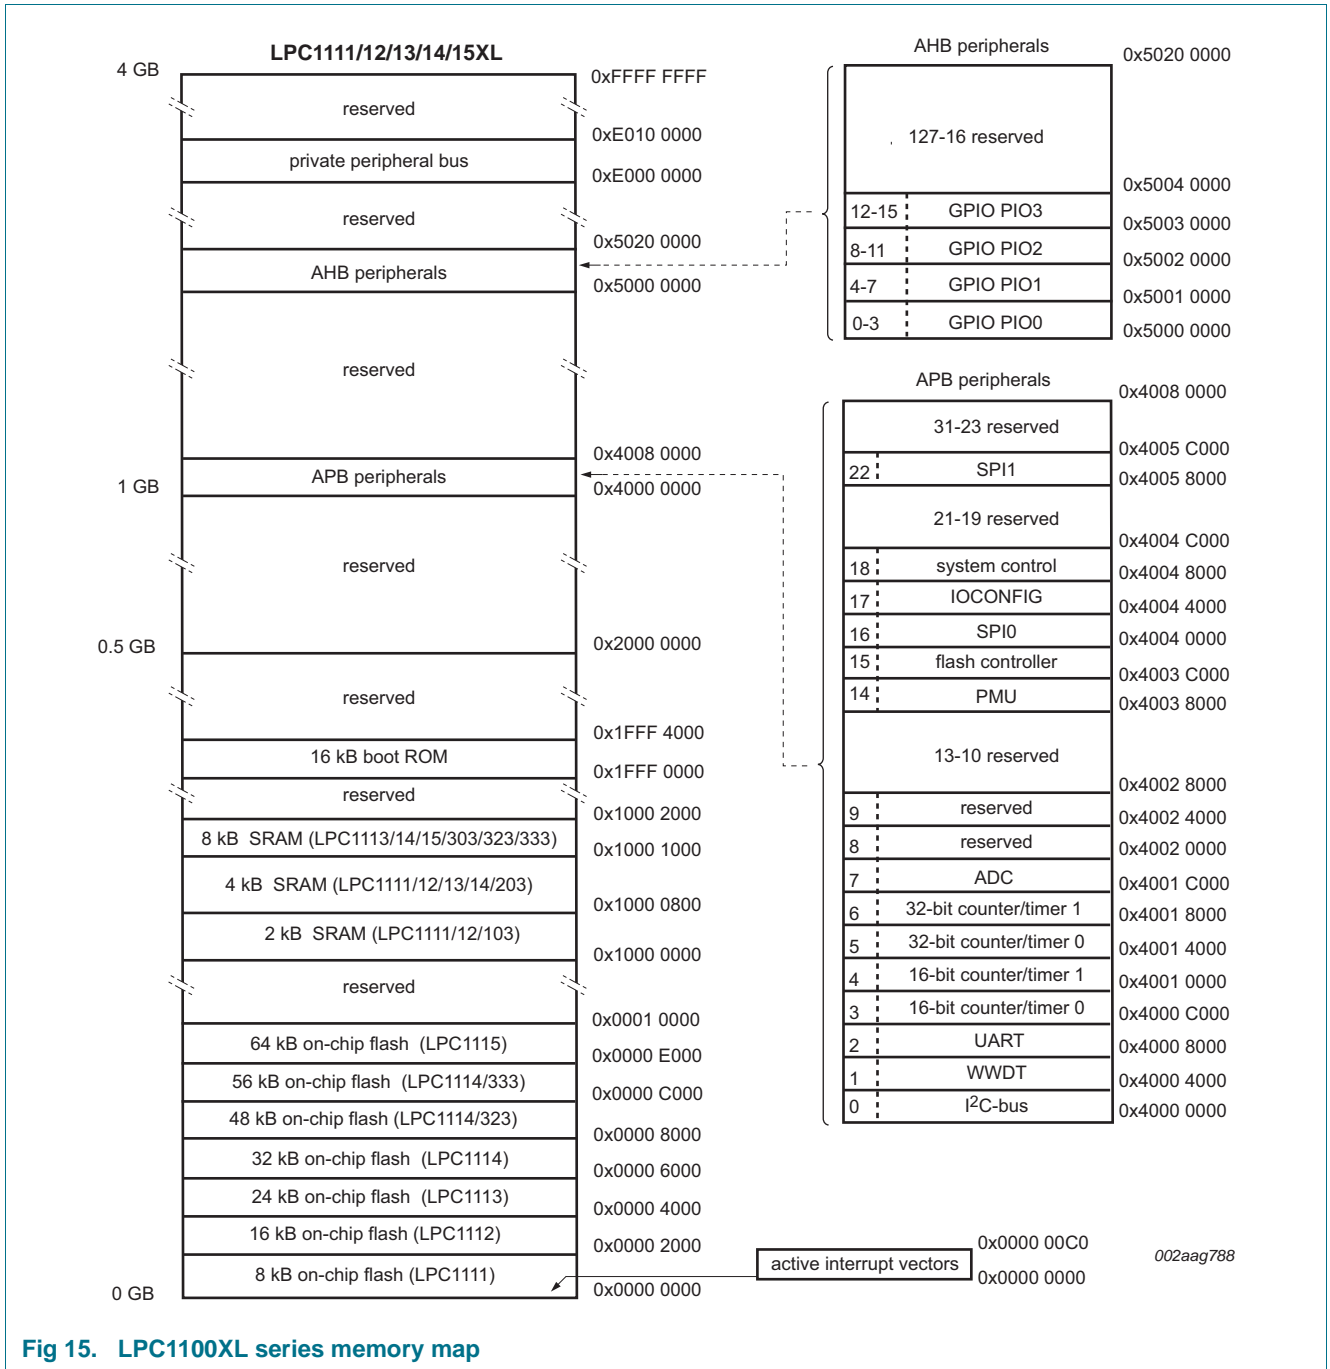 LPC1111/12/13/14/15XL
4 GB
0xFFFF FFFF
reserved
0xE010 0000
private peripheral bus
0xE000 0000
reserved
0x5020 0000
AHB peripherals
0x5000 0000
reserved
0x4008 0000
APB peripherals
1 GB
0x4000 0000
reserved
0.5 GB
0x2000 0000
reserved
0x1FFF 4000
16 kB boot ROM
0x1FFF 0000
reserved
0x1000 2000
8 kB SRAM (LPC1113/14/15/303/323/333)
0x1000 1000
4 kB SRAM (LPC1111/12/13/14/203)
0x1000 0800
2 kB SRAM (LPC1111/12/103)
0x1000 0000
reserved
0x0001 0000
64 kB on-chip flash (LPC1115)
0x0000 E000
56 kB on-chip flash (LPC1114/333)
0x0000 C000
48 kB on-chip flash (LPC1114/323)
0x0000 8000
32 kB on-chip flash (LPC1114)
0x0000 6000
24 kB on-chip flash (LPC1113)
0x0000 4000
16 kB on-chip flash (LPC1112)
0x0000 2000
8 kB on-chip flash (LPC1111)
0x0000 0000
0 GB
AHB peripherals
0x5020 0000
127-16 reserved
0x5004 0000
12-15 GPIO PIO3
0x5003 0000
8-11 GPIO PIO2
0x5002 0000
4-7 GPIO PIO1
0x5001 0000
0-3 GPIO PIO0
0x5000 0000
APB peripherals
0x4008 0000
31-23 reserved
0x4005 C000
22 SPI1
0x4005 8000
21-19 reserved
0x4004 C000
18 system control
0x4004 8000
17 IOCONFIG
0x4004 4000
16 SPI0
0x4004 0000
15 flash controller
0x4003 C000
14 PMU
0x4003 8000
13-10 reserved
0x4002 8000
9 reserved
0x4002 4000
8 reserved
0x4002 0000
7 ADC
0x4001 C000
6 32-bit counter/timer 1
0x4001 8000
5 32-bit counter/timer 0
0x4001 4000
4 16-bit counter/timer 1
0x4001 0000
3 16-bit counter/timer 0
0x4000 C000
2 UART
0x4000 8000
1 WWDT
0x4000 4000
0 I2C-bus
0x4000 0000
0x0000 00C0
active interrupt vectors
0x0000 0000
002aag788
Fig 15. LPC1100XL series memory map